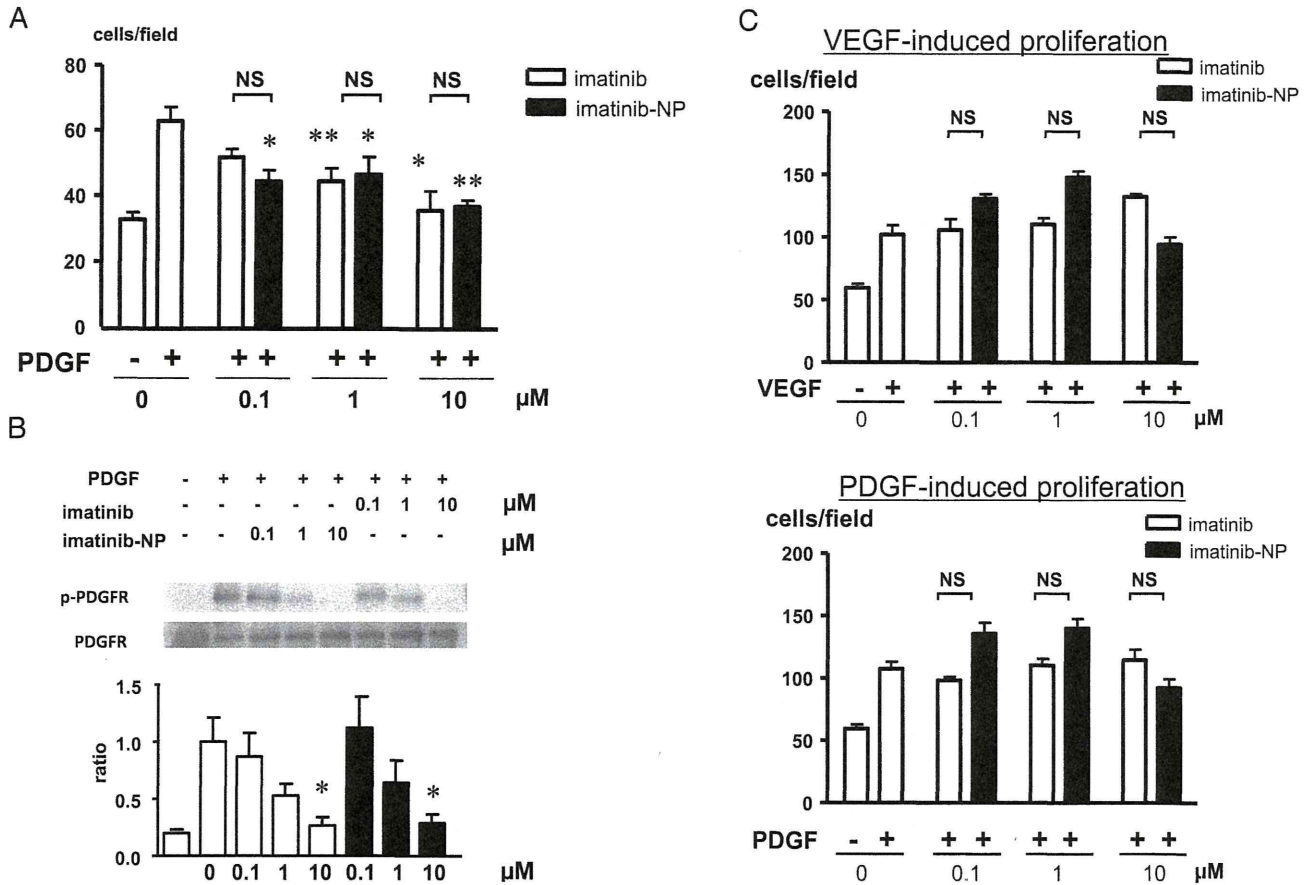 A
cells/field
80
60
40
20
0
NS NS NS
* ** * * **
imatinib
imatinib-NP
PDGF - + + + + + + +
0 0.1 1 10 µM
B
PDGF - + + + + + + +
imatinib - - - - - 0.1 1 10 µM
imatinib-NP - - 0.1 1 10 - - - µM
p-PDGFR
PDGFR
ratio
1.5
1.0
0.5
0.0
* *
0 0.1 1 10 0.1 1 10 µM
C
VEGF-induced proliferation
cells/field
imatinib
imatinib-NP
200
150
100
50
0
NS NS NS
VEGF - + + + + + + +
0 0.1 1 10 µM
PDGF-induced proliferation
cells/field
imatinib
imatinib-NP
200
150
100
50
0
NS NS NS
PDGF - + + + + + + +
0 0.1 1 10 µM